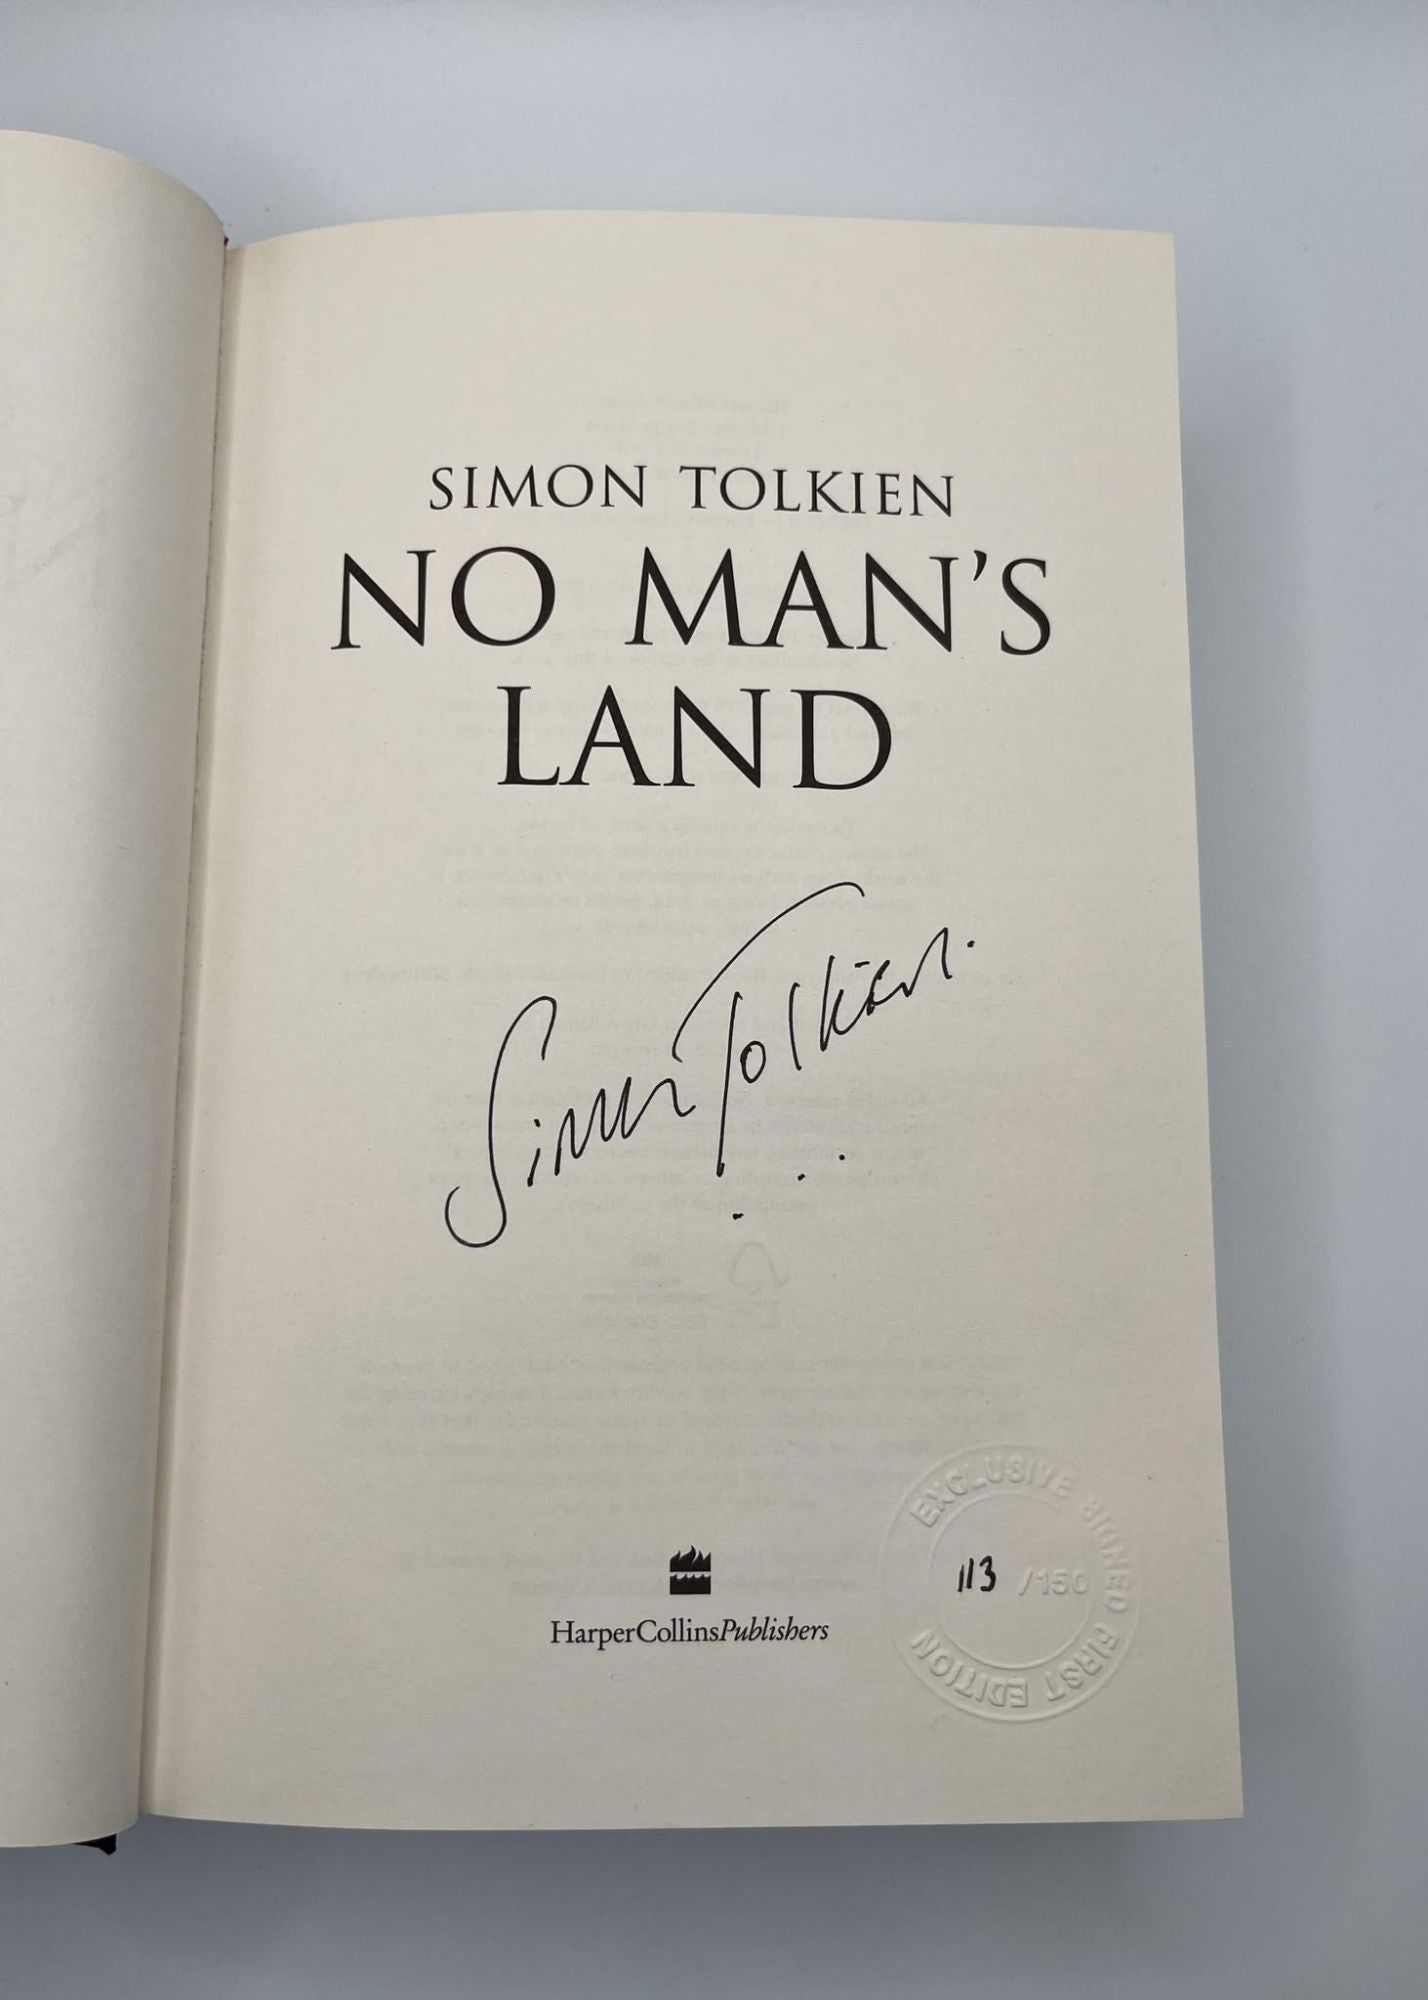 SIMON TOLKIEN
NO MAN'S
LAND
Simon Tolkien.
HarperCollinsPublishers
EXCLUSIVE SIGNED FIRST EDITION
113 /150